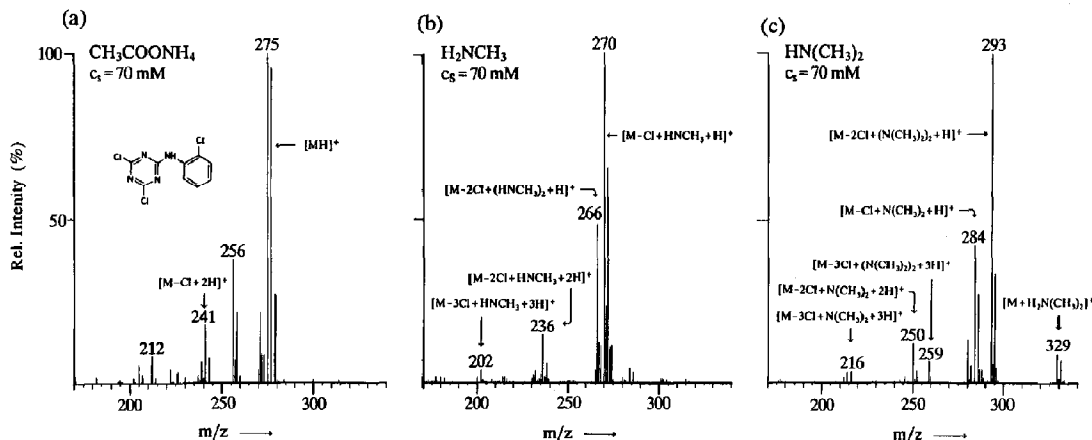 (a)
CH3COONH4
cs = 70 mM
275
100
[MH]+
Cl
NH
Cl
N
N
N
Cl
50
256
[M-Cl + 2H]+
241
212
Rel. Intenity (%)
200
250
300
m/z
(b)
H2NCH3
cs = 70 mM
270
[M-Cl+HNCH3+H]+
[M-2Cl+(HNCH3)2+H]+
266
[M-2Cl+HNCH3+2H]+
[M-3Cl+HNCH3+3H]+
236
202
200
250
300
m/z
(c)
HN(CH3)2
cs = 70 mM
293
[M-2Cl+(N(CH3)2)2+H]+
[M-Cl+N(CH3)2+H]+
284
[M-3Cl+(N(CH3)2)2+3H]+
[M-2Cl+N(CH3)2+2H]+
[M-3Cl+N(CH3)2+3H]+
250
259
216
[M+H2N(CH3)2]+
329
200
250
300
m/z